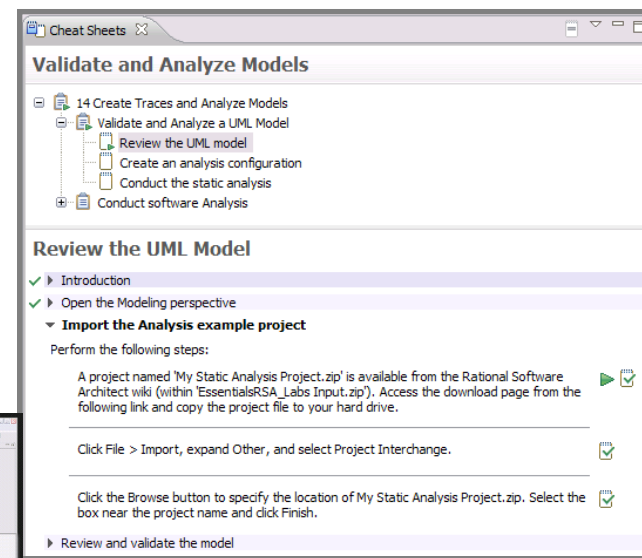 Cheat Sheets
Validate and Analyze Models
14 Create Traces and Analyze Models
Validate and Analyze a UML Model
Review the UML model
Create an analysis configuration
Conduct the static analysis
Conduct software Analysis
Review the UML Model
Introduction
Open the Modeling perspective
Import the Analysis example project
Perform the following steps:
A project named 'My Static Analysis Project.zip' is available from the Rational Software
Architect wiki (within 'EssentialsRSA_Labs Input.zip'). Access the download page from the
following link and copy the project file to your hard drive.
Click File > Import, expand Other, and select Project Interchange.
Click the Browse button to specify the location of My Static Analysis Project.zip. Select the
box near the project name and click Finish.
Review and validate the model